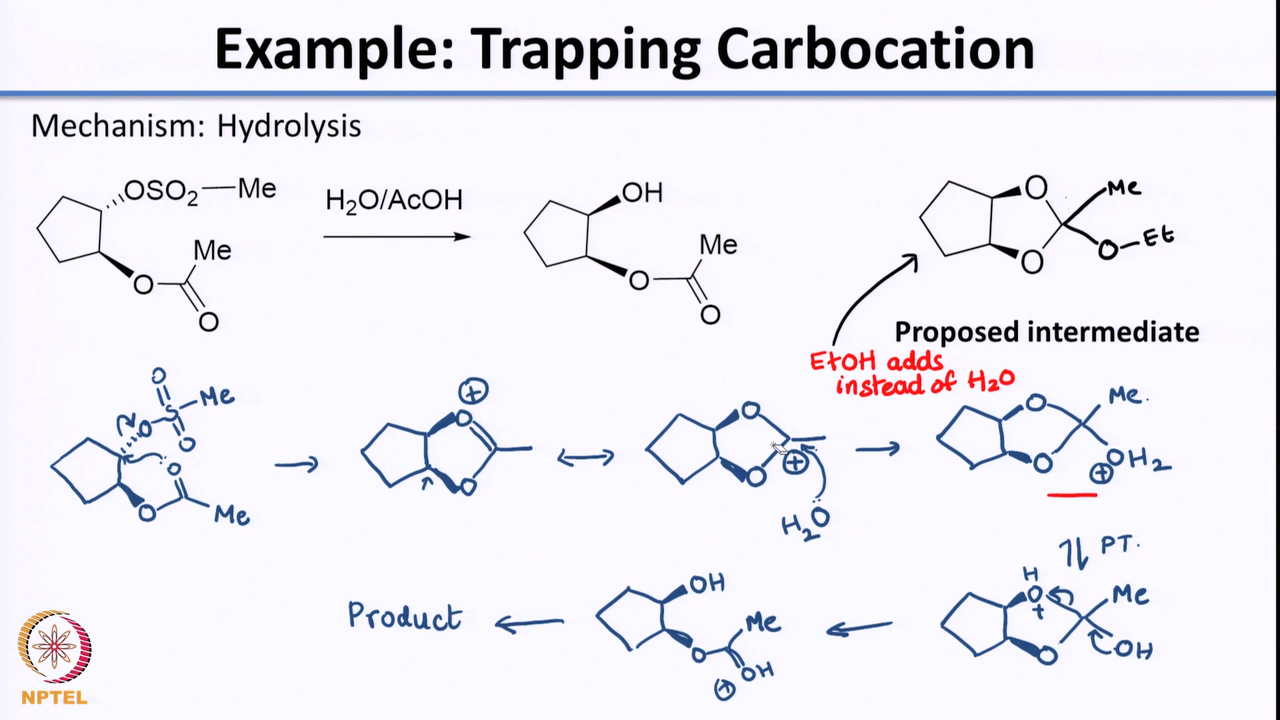 Example: Trapping Carbocation
Mechanism: Hydrolysis
OSO₂—Me
Me
O
O
H₂O/AcOH
OH
Me
O
O
O
Me
O—Et
O
Proposed intermediate
EtOH adds
instead of H₂O
O
S
Me
O
O
O
O
Me
⊕
O
O
O
O
⊕
H₂O
O
Me.
O
⊕
OH₂
PT.
H
O
+
Me
O
OH
OH
Me
O
OH
⊕
Product
NPTEL